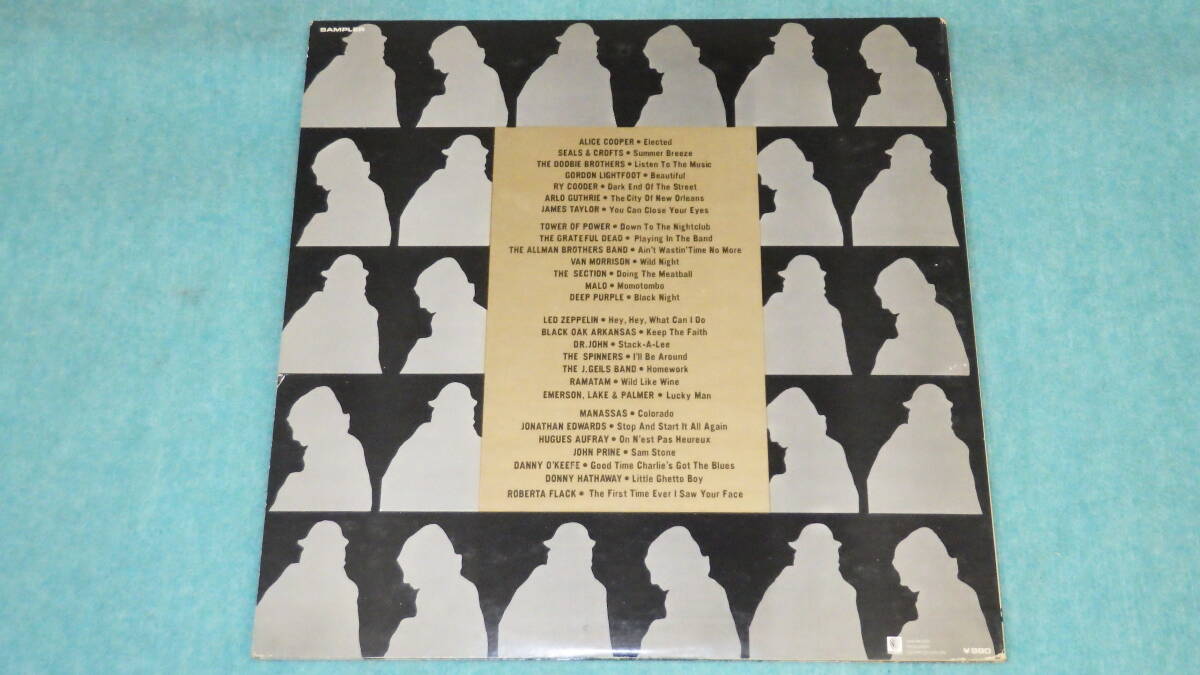 SAMPLER
ALICE COOPER • Elected
SEALS & CROFTS • Summer Breeze
THE DOOBIE BROTHERS • Listen To The Music
GORDON LIGHTFOOT • Beautiful
RY COODER • Dark End Of The Street
ARLO GUTHRIE • The City Of New Orleans
JAMES TAYLOR • You Can Close Your Eyes
TOWER OF POWER • Down To The Nightclub
THE GRATEFUL DEAD • Playing In The Band
THE ALLMAN BROTHERS BAND • Ain't Wastin' Time No More
VAN MORRISON • Wild Night
THE SECTION • Doing The Meatball
MALO • Momotombo
DEEP PURPLE • Black Night
LED ZEPPELIN • Hey, Hey, What Can I Do
BLACK OAK ARKANSAS • Keep The Faith
DR. JOHN • Stack-A-Lee
THE SPINNERS • I'll Be Around
THE J. GEILS BAND • Homework
RAMATAM • Wild Like Wine
EMERSON, LAKE & PALMER • Lucky Man
MANASSAS • Colorado
JONATHAN EDWARDS • Stop And Start It All Again
HUGUES AUFRAY • On N'est Pas Heureux
JOHN PRINE • Sam Stone
DANNY O'KEEFE • Good Time Charlie's Got The Blues
DONNY HATHAWAY • Little Ghetto Boy
ROBERTA FLACK • The First Time Ever I Saw Your Face
¥980